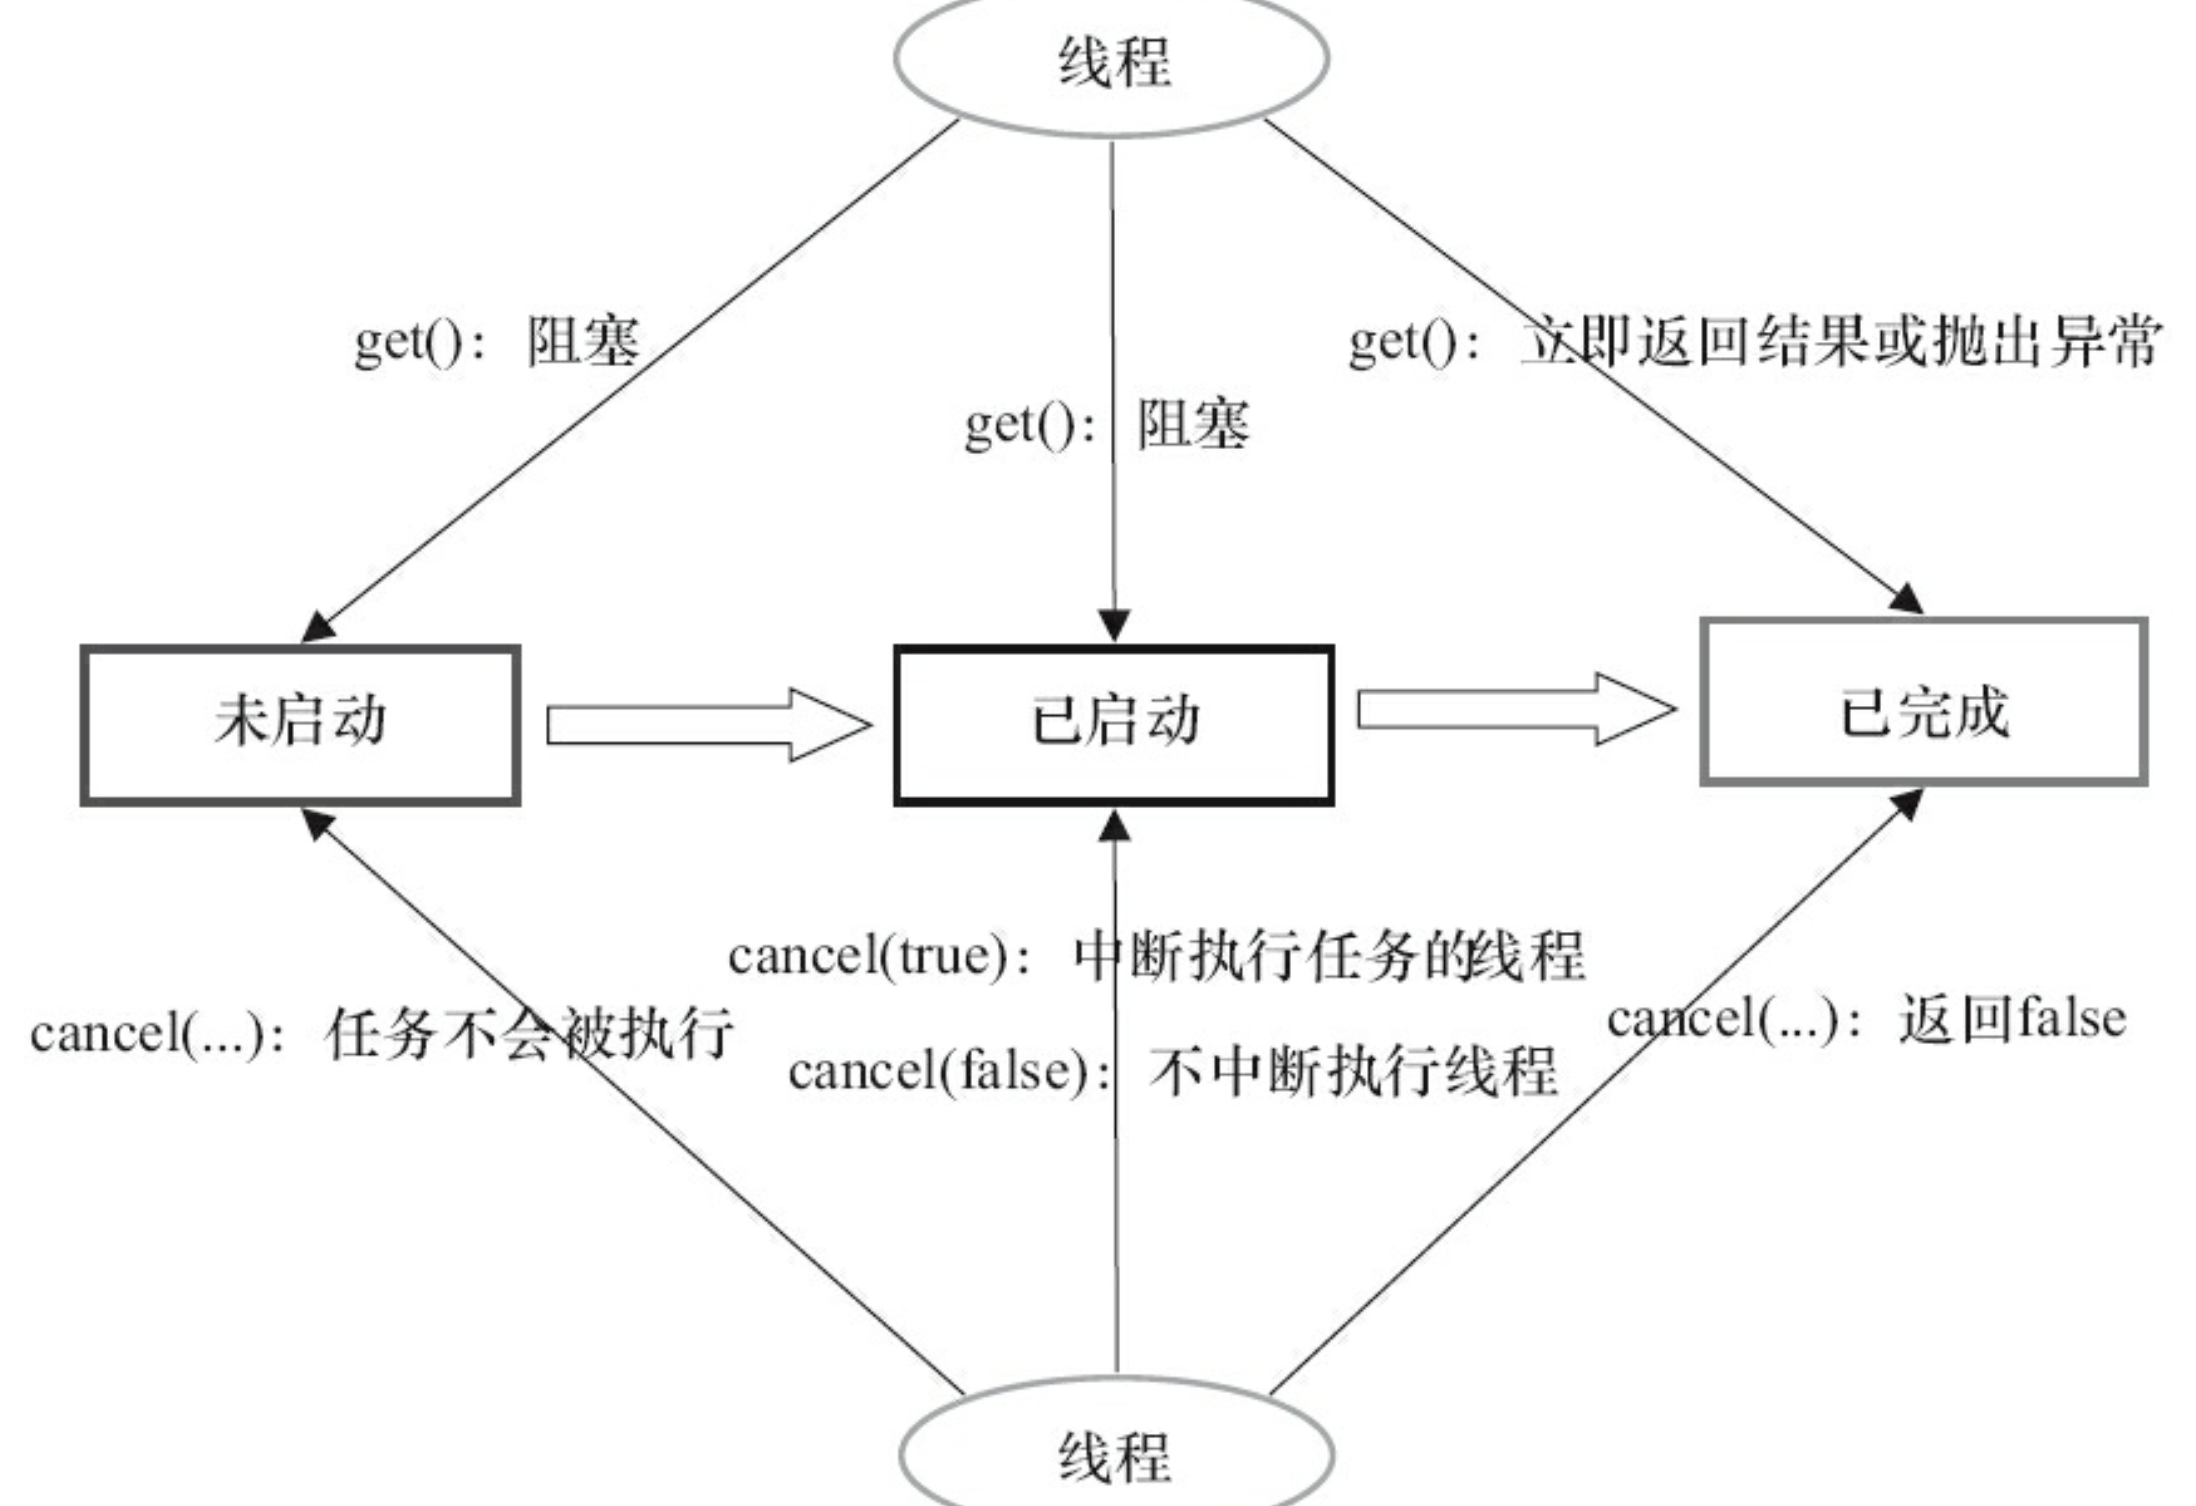 线程
get()：阻塞
get()：立即返回结果或抛出异常
get()：阻塞
未启动
已启动
已完成
cancel(true)：中断执行任务的线程
cancel(...)：任务不会被执行
cancel(...)：返回false
cancel(false)：不中断执行线程
线程